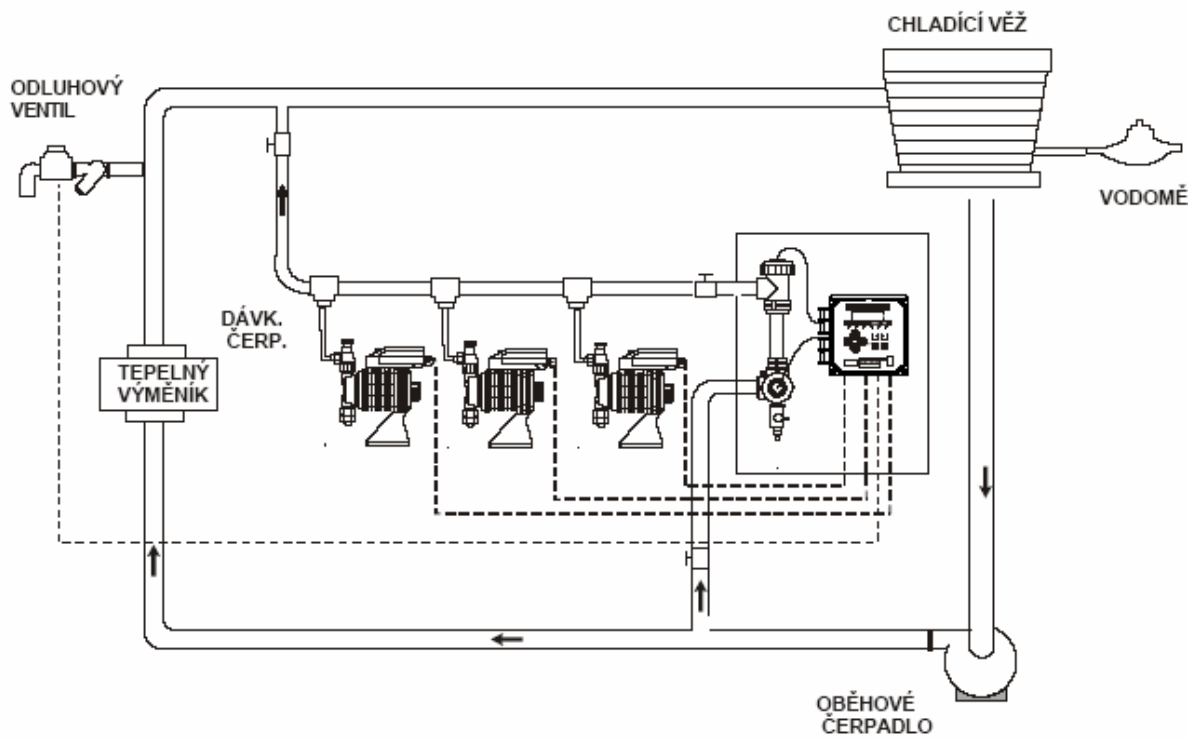 CHLADÍCÍ VĚŽ
ODLUHOVÝ
VENTIL
VODOMĚ
DÁVK.
ČERP.
TEPELNÝ
VÝMĚNÍK
OBĚHOVÉ
ČERPADLO